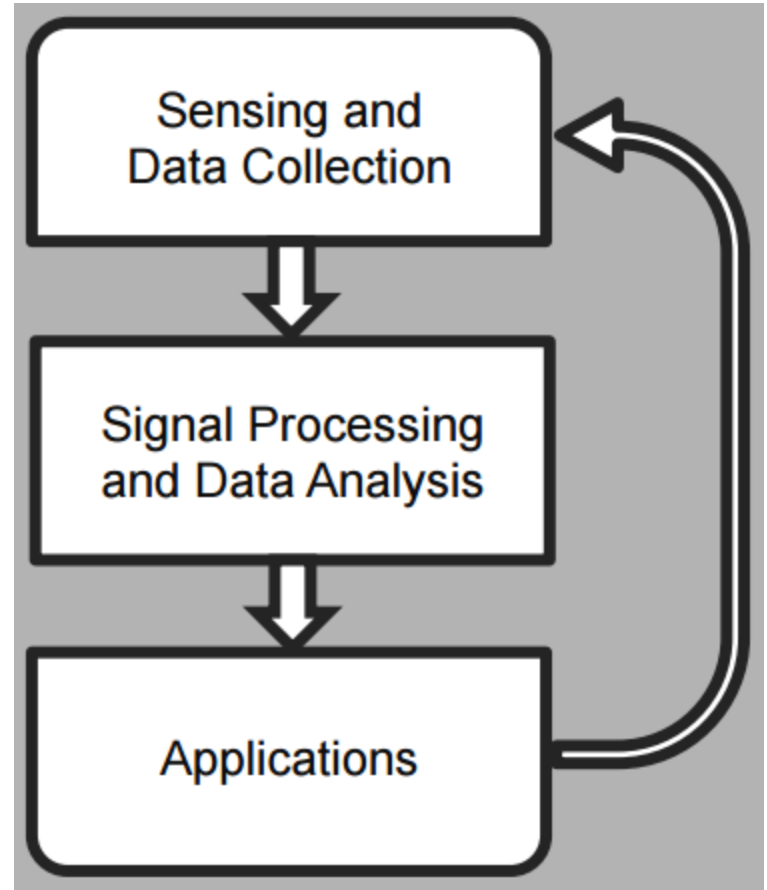 Sensing and
Data Collection
Signal Processing
and Data Analysis
Applications